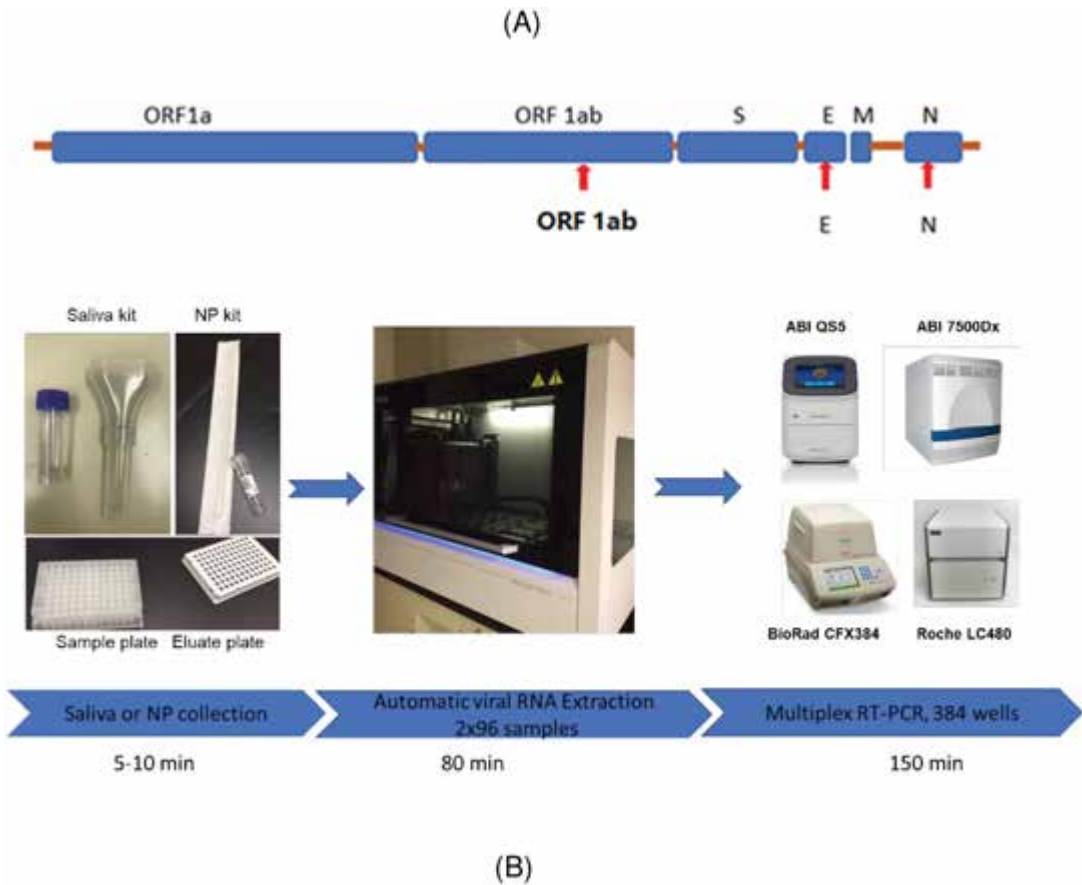 (A)
ORF1a ORF 1ab S E M N
ORF 1ab E N
Saliva kit NP kit
ABI QS5 ABI 7500Dx
Sample plate Eluate plate
BioRad CFX384 Roche LC480
Saliva or NP collection
Automatic viral RNA Extraction
2x96 samples
Multiplex RT-PCR, 384 wells
5-10 min 80 min 150 min
(B)